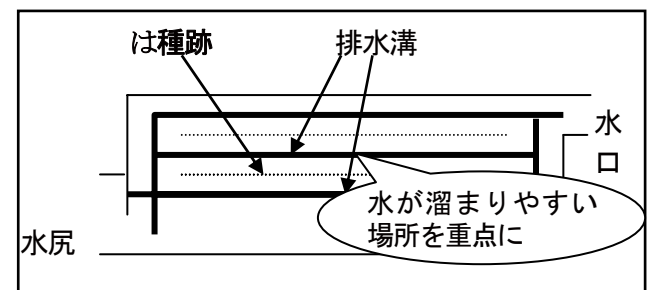 は種跡
排水溝
水口
水が溜まりやすい
場所を重点に
水尻